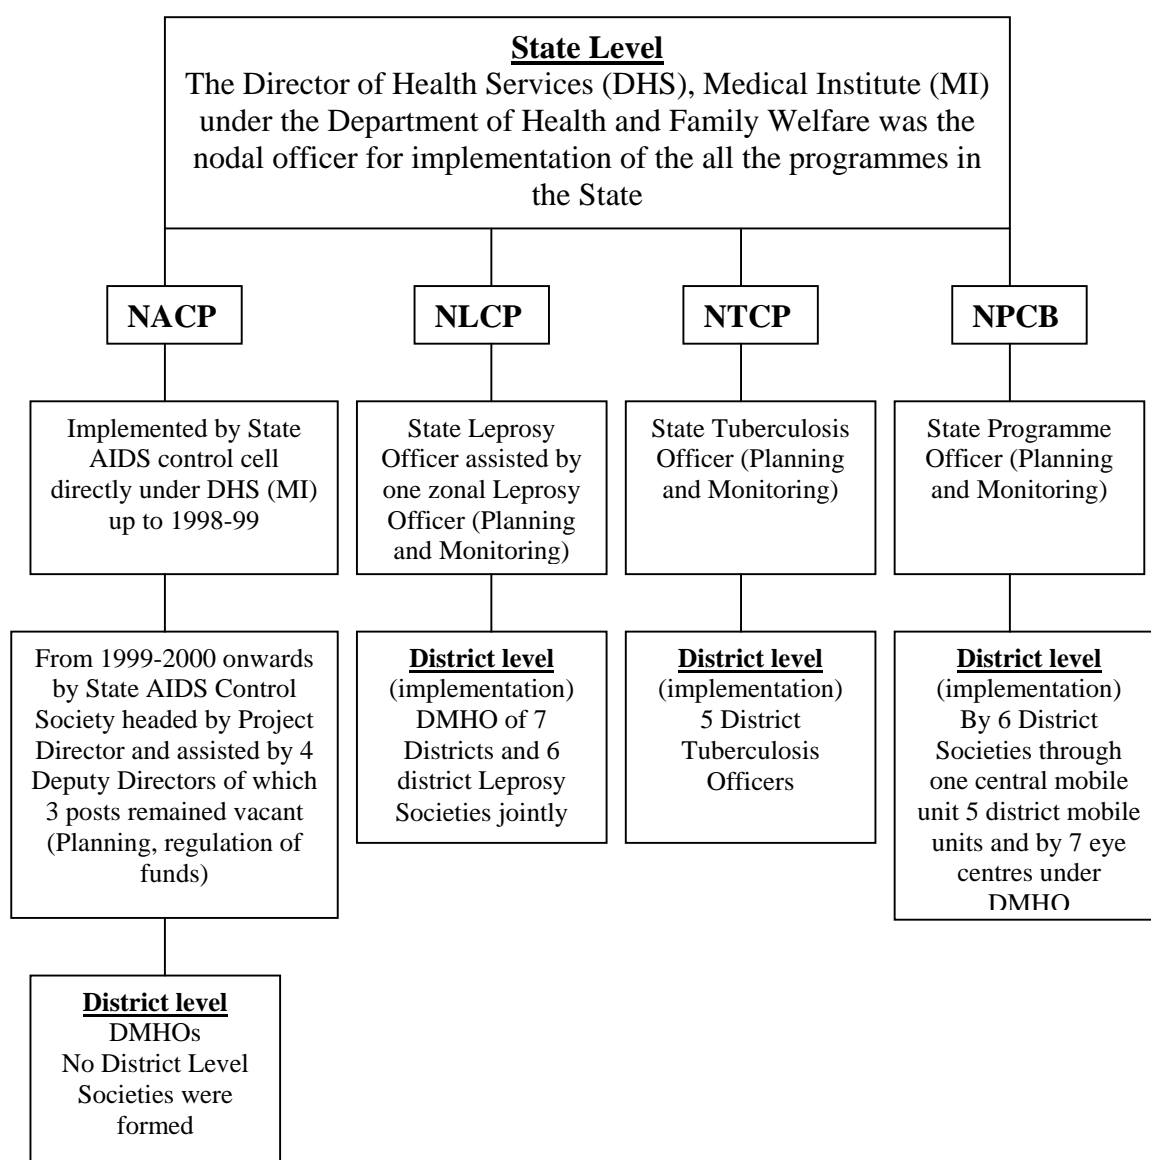 State Level
The Director of Health Services (DHS), Medical Institute (MI)
under the Department of Health and Family Welfare was the
nodal officer for implementation of the all the programmes in
the State
NACP
NLCP
NTCP
NPCB
Implemented by State
AIDS control cell
directly under DHS (MI)
up to 1998-99
State Leprosy
Officer assisted by
one zonal Leprosy
Officer (Planning
and Monitoring)
State Tuberculosis
Officer (Planning
and Monitoring)
State Programme
Officer (Planning
and Monitoring)
From 1999-2000 onwards
by State AIDS Control
Society headed by Project
Director and assisted by 4
Deputy Directors of which
3 posts remained vacant
(Planning, regulation of
funds)
District level
(implementation)
DMHO of 7
Districts and 6
district Leprosy
Societies jointly
District level
(implementation)
5 District
Tuberculosis
Officers
District level
(implementation)
By 6 District
Societies through
one central mobile
unit 5 district mobile
units and by 7 eye
centres under
DMHO
District level
DMHOs
No District Level
Societies were
formed